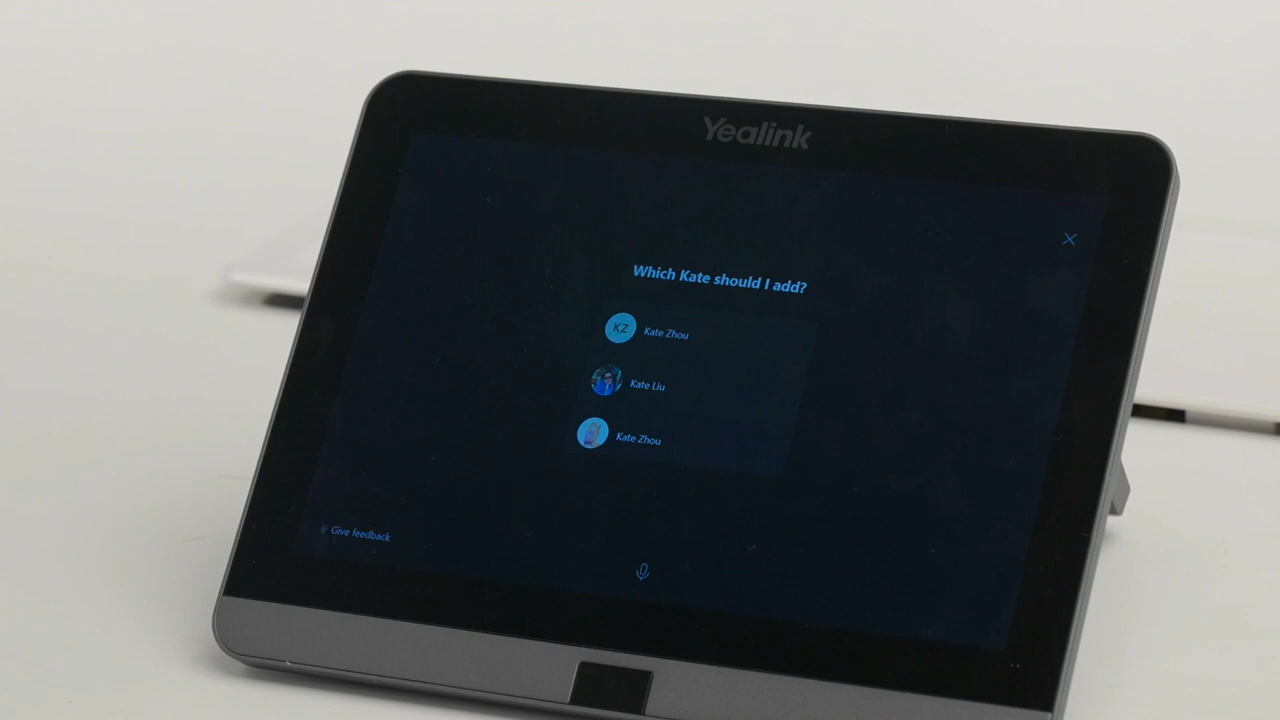 Yealink
Which Kate should I add?
KZ Kate Zhou
Kate Liu
Kate Zhou
Give feedback